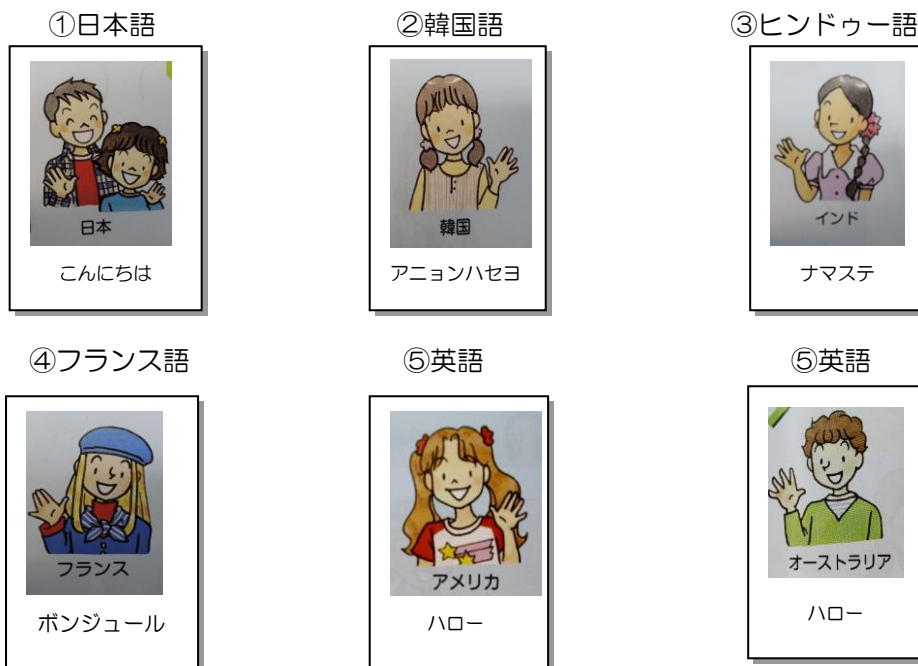 ①日本語
②韓国語
③ヒンドゥー語
日本
韓国
インド
こんにちは
アニョンハセヨ
ナマステ
④フランス語
⑤英語
⑤英語
フランス
アメリカ
オーストラリア
ボンジュール
ハロー
ハロー